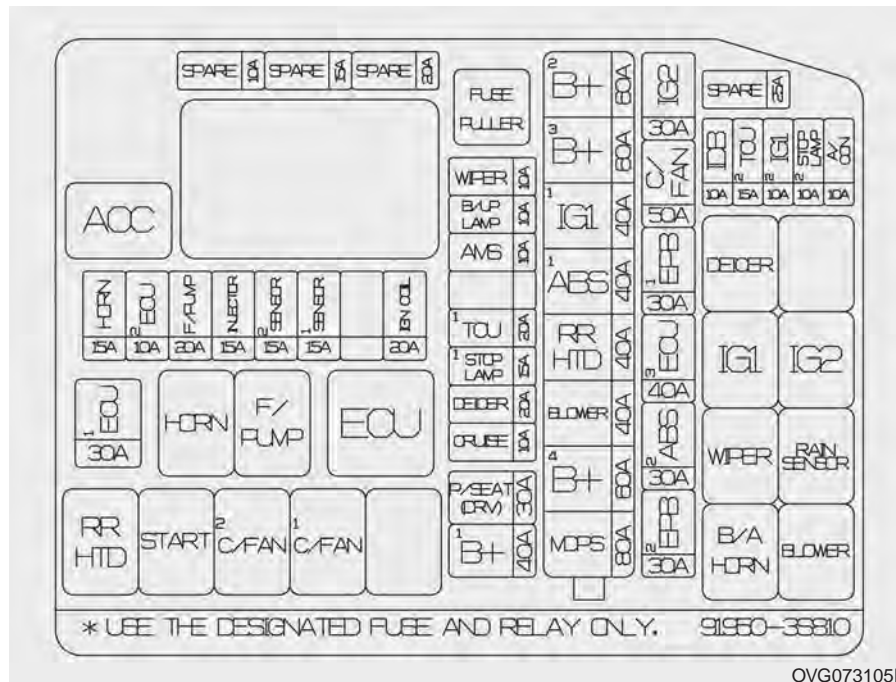 SPARE 10A SPARE 15A SPARE 20A
FUSE
PULLER
2 B+ 80A
3 B+ 60A
1 IG1 40A
1 ABS 40A
RR
HTD 40A
BLOWER 40A
4 B+ 60A
MDPS 80A
IG2
30A
C/
FAN
50A
1 EPB
30A
3 ECU
40A
2 ABS
30A
2 EPB
30A
SPARE 25A
IDB 10A
2 TCU 15A
2 IG1 10A
2 STOP
LAMP 10A
A/
CON 10A
ACC
WIPER 10A
B/UP
LAMP 10A
AMS 10A
1 TCU 20A
1 STOP
LAMP 15A
DEICER 20A
CRUISE 10A
P/SEAT
(DRV) 30A
1 B+ 40A
HORN 15A
2 ECU 10A
F/PUMP 20A
INJECTOR 15A
2 SENSOR 15A
1 SENSOR 15A
IGN COIL 20A
1 ECU
30A
HORN
F/
PUMP
ECU
RR
HTD
START
2 C/FAN
1 C/FAN
DEICER
IG1
IG2
WIPER
RAIN
SENSOR
B/A
HORN
BLOWER
* USE THE DESIGNATED FUSE AND RELAY ONLY. 91950-3S810